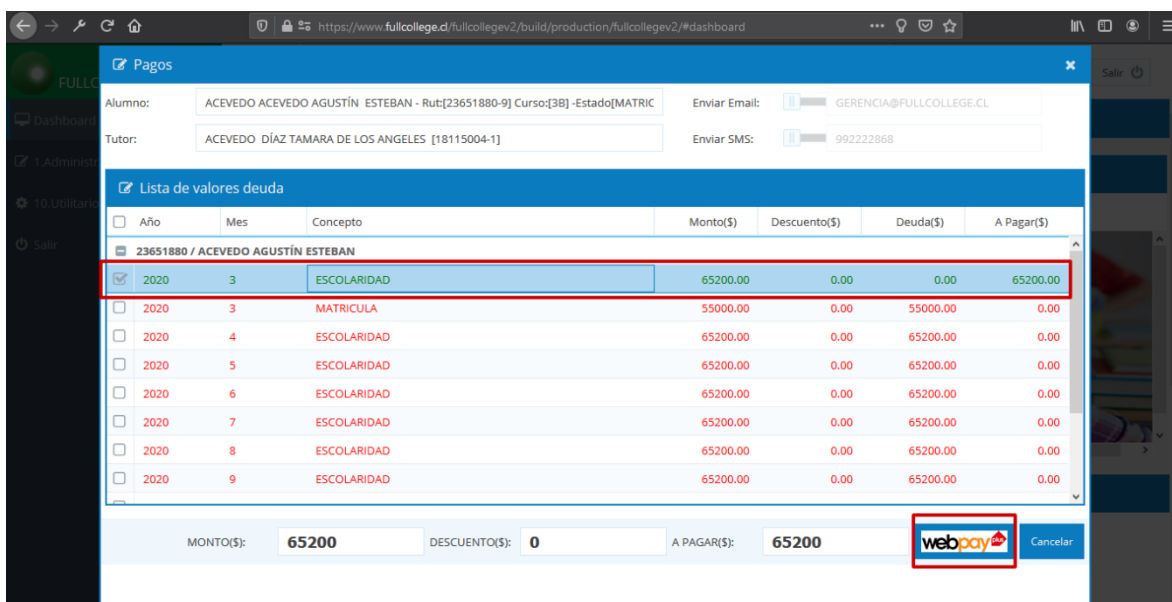 https://www.fullcollege.cl/fullcollegev2/build/production/fullcollegev2/#dashboard
FULLC
Pagos
Salir
Alumno: ACEVEDO ACEVEDO AGUSTÍN ESTEBAN - Rut:[23651880-9] Curso:[3B] -Estado[MATRIC Enviar Email: GERENCIA@FULLCOLLEGE.CL
Dashboard
Tutor: ACEVEDO DÍAZ TAMARA DE LOS ANGELES [18115004-1] Enviar SMS: 992222868
1.Administr
Lista de valores deuda
10.Utilitario
Año Mes Concepto Monto($) Descuento($) Deuda($) A Pagar($)
Salir
23651880 / ACEVEDO AGUSTÍN ESTEBAN
2020 3 ESCOLARIDAD 65200.00 0.00 0.00 65200.00
2020 3 MATRICULA 55000.00 0.00 55000.00 0.00
2020 4 ESCOLARIDAD 65200.00 0.00 65200.00 0.00
2020 5 ESCOLARIDAD 65200.00 0.00 65200.00 0.00
2020 6 ESCOLARIDAD 65200.00 0.00 65200.00 0.00
2020 7 ESCOLARIDAD 65200.00 0.00 65200.00 0.00
2020 8 ESCOLARIDAD 65200.00 0.00 65200.00 0.00
2020 9 ESCOLARIDAD 65200.00 0.00 65200.00 0.00
MONTO($): 65200 DESCUENTO($): 0 A PAGAR($): 65200 webpay plus Cancelar